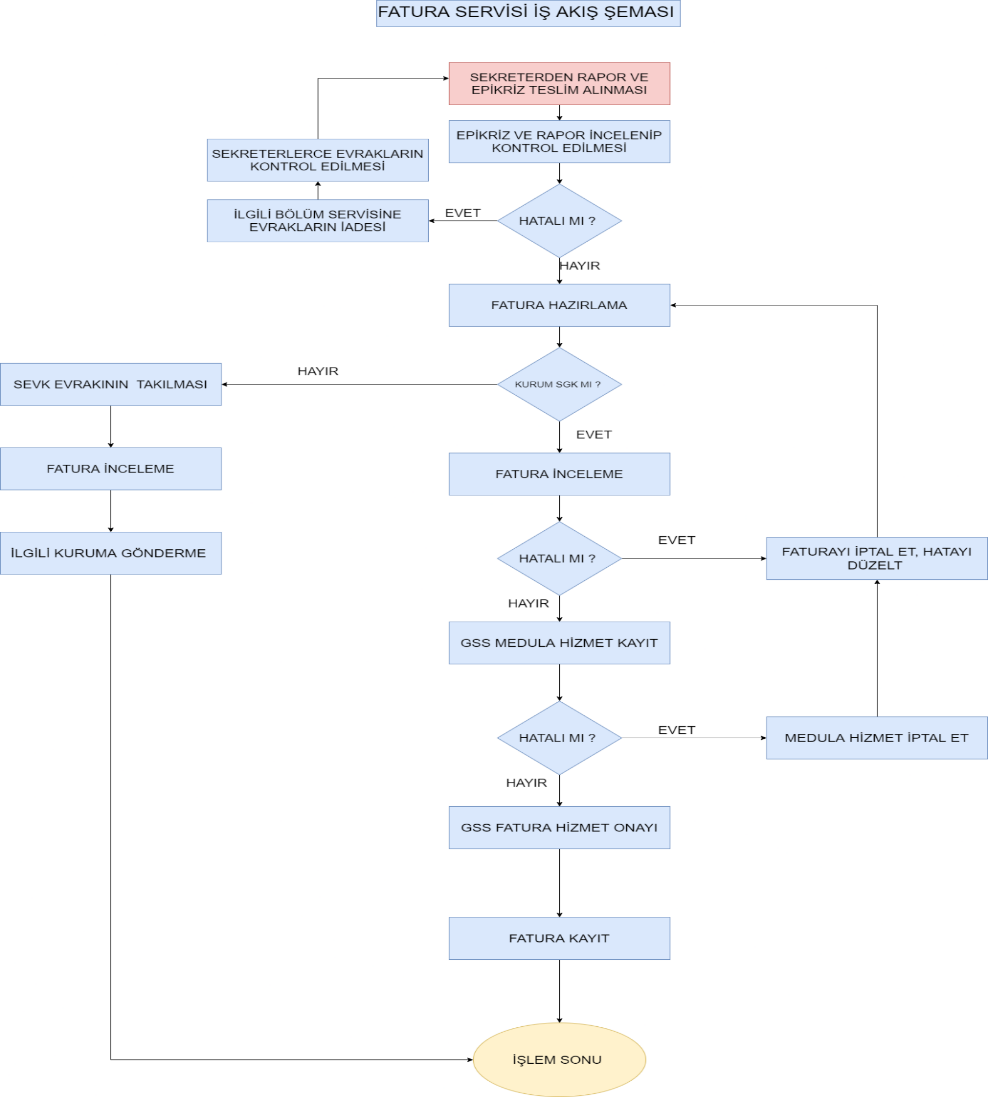 FATURA SERVİSİ İŞ AKIŞ ŞEMASI
SEKRETERDEN RAPOR VE
EPİKRİZ TESLİM ALINMASI
EPİKRİZ VE RAPOR İNCELENİP
KONTROL EDİLMESİ
SEKRETERLERCE EVRAKLARIN
KONTROL EDİLMESİ
İLGİLİ BÖLÜM SERVİSİNE
EVRAKLARIN İADESİ
EVET
HATALI MI ?
HAYIR
FATURA HAZIRLAMA
KURUM SGK MI ?
HAYIR
SEVK EVRAKININ TAKILMASI
FATURA İNCELEME
İLGİLİ KURUMA GÖNDERME
EVET
FATURA İNCELEME
HATALI MI ?
EVET
FATURAYI İPTAL ET, HATAYI
DÜZELT
HAYIR
GSS MEDULA HİZMET KAYIT
HATALI MI ?
EVET
MEDULA HİZMET İPTAL ET
HAYIR
GSS FATURA HİZMET ONAYI
FATURA KAYIT
İŞLEM SONU